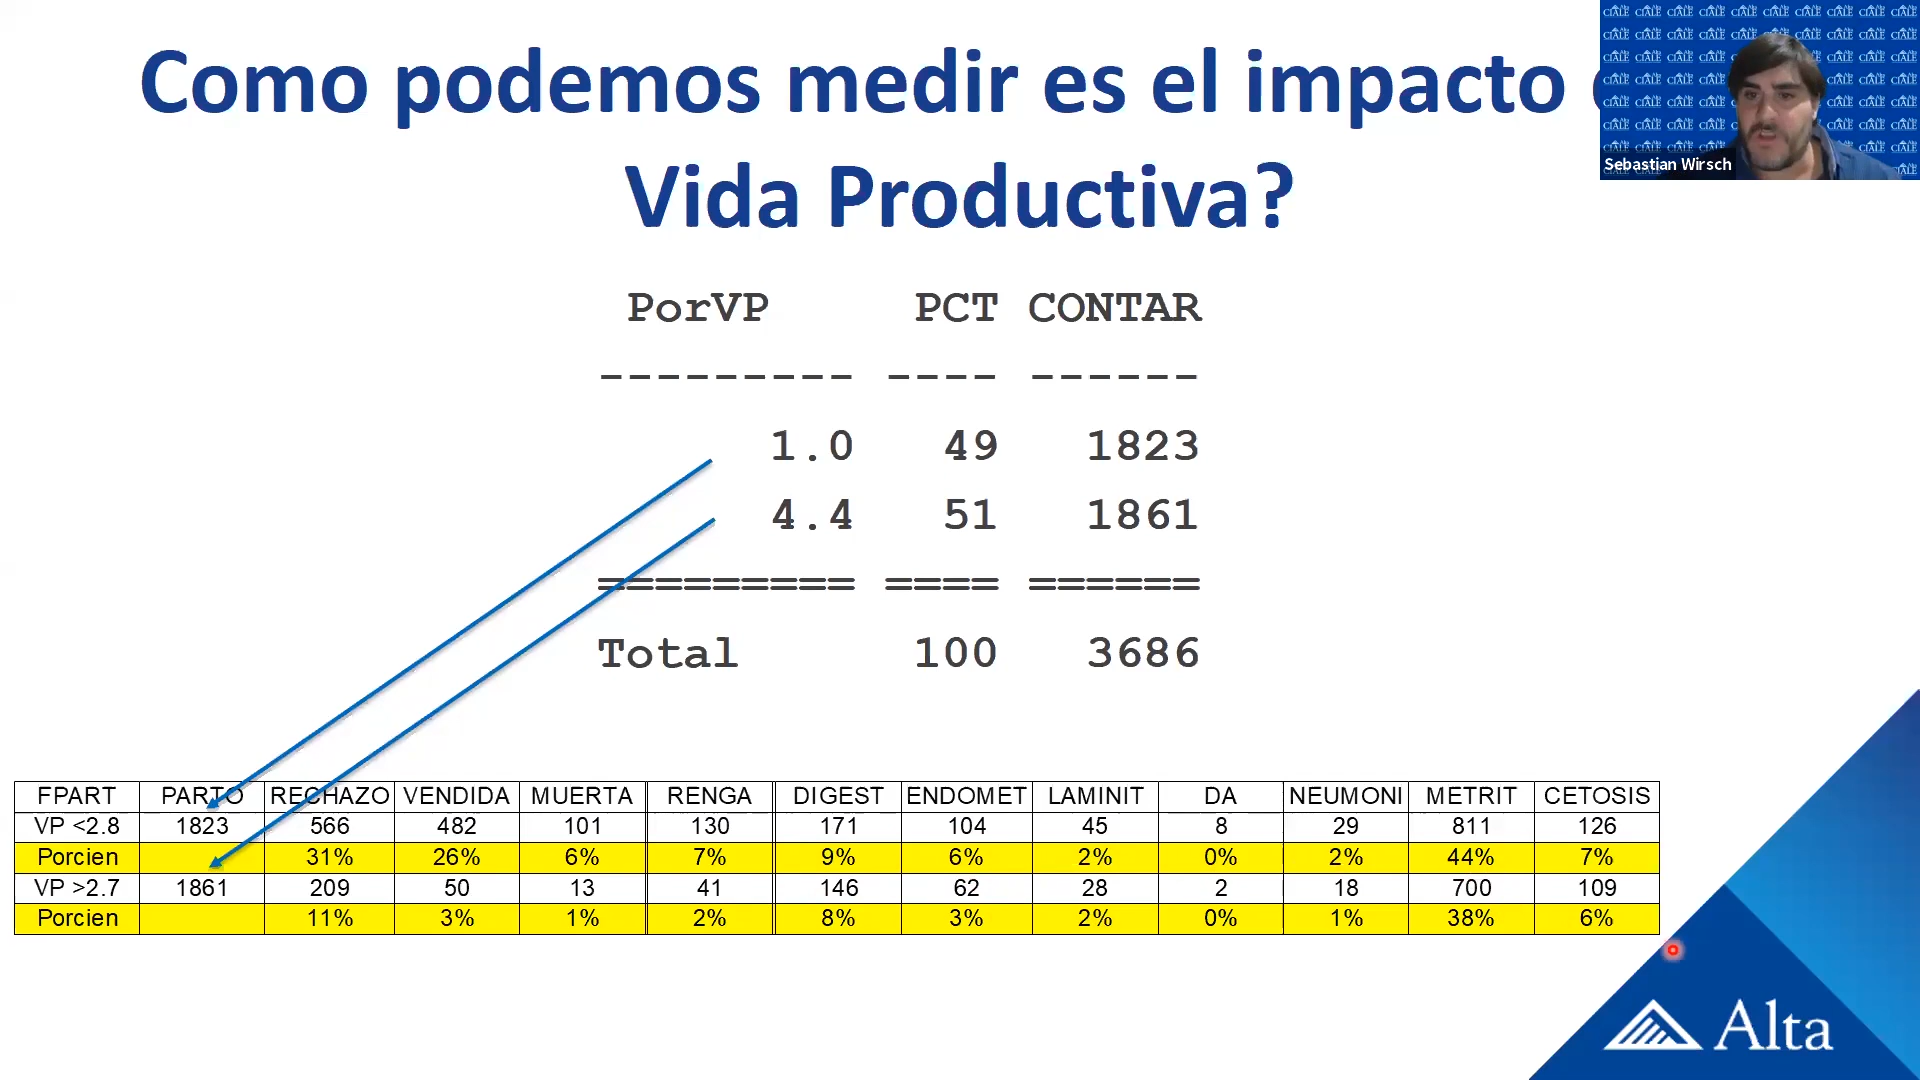 Como podemos medir es el impacto
Vida Productiva?
Sebastian Wirsch
PorVP PCT CONTAR
--------- ---- ------
1.0 49 1823
4.4 51 1861
========= ==== ======
Total 100 3686
FPART PARTO RECHAZO VENDIDA MUERTA RENGA DIGEST ENDOMET LAMINIT DA NEUMONI METRIT CETOSIS
VP <2.8 1823 566 482 101 130 171 104 45 8 29 811 126
Porcien 31% 26% 6% 7% 9% 6% 2% 0% 2% 44% 7%
VP >2.7 1861 209 50 13 41 146 62 28 2 18 700 109
Porcien 11% 3% 1% 2% 8% 3% 2% 0% 1% 38% 6%
Alta